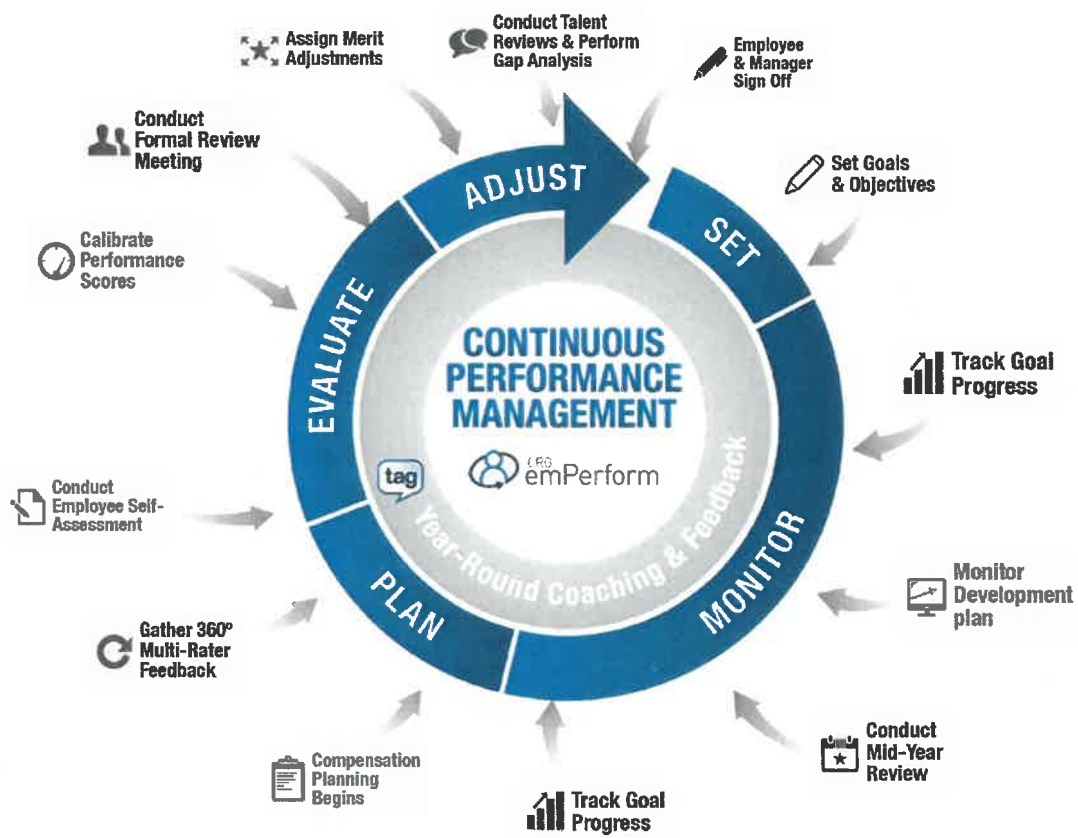 Conduct Talent
Reviews & Perform
Gap Analysis
Assign Merit
Adjustments
Employee
& Manager
Sign Off
Conduct
Formal Review
Meeting
Set Goals
& Objectives
Calibrate
Performance
Scores
Track Goal
Progress
Conduct
Employee Self-
Assessment
Monitor
Development
plan
Gather 360º
Multi-Rater
Feedback
Conduct
Mid-Year
Review
Compensation
Planning
Begins
Track Goal
Progress
ADJUST
SET
MONITOR
PLAN
EVALUATE
CONTINUOUS
PERFORMANCE
MANAGEMENT
CRG
emPerform
tag
Year-Round Coaching & Feedback